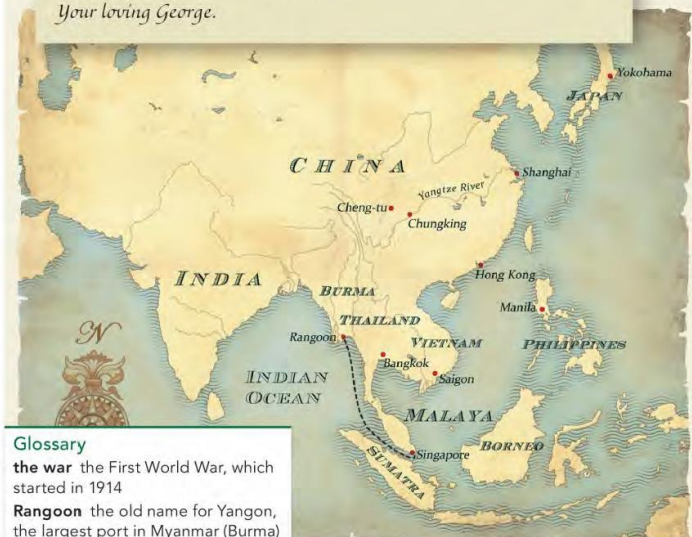 Your loving George.
Yokohama
JAPAN
CHINA
Shanghai
Yangtze River
Cheng-tu
Chungking
INDIA
Hong Kong
BURMA
Manila
THAILAND
Rangoon
VIETNAM
PHILIPPINES
Bangkok
INDIAN
OCEAN
Saigon
MALAYA
Singapore
BORNEO
SUMATRA
N
Glossary
the war the First World War, which
started in 1914
Rangoon the old name for Yangon,
the largest port in Myanmar (Burma)